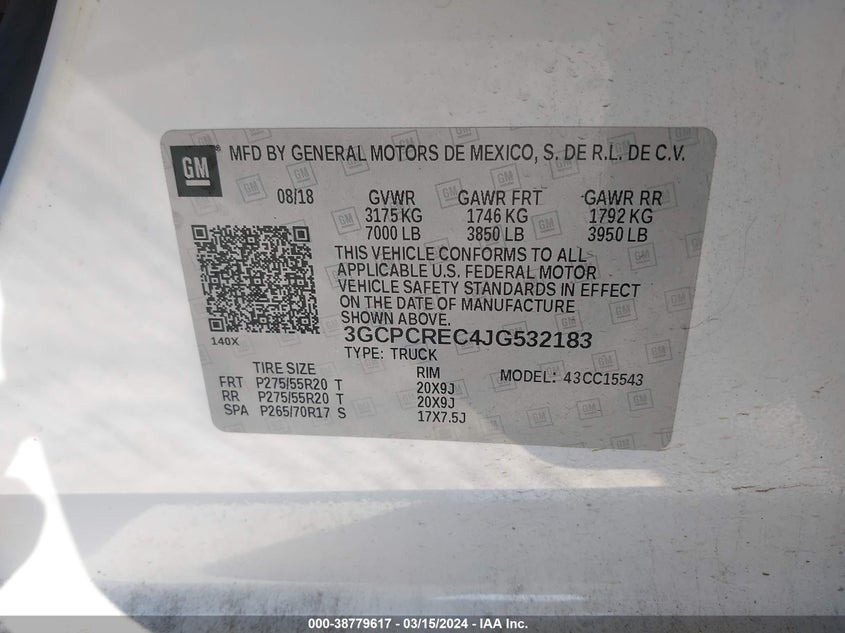 GM ® MFD BY GENERAL MOTORS DE MEXICO, S. DE R.L. DE C.V.
08/18 GVWR GAWR FRT GAWR RR
3175 KG 1746 KG 1792 KG
7000 LB 3850 LB 3950 LB
THIS VEHICLE CONFORMS TO ALL
APPLICABLE U.S. FEDERAL MOTOR
VEHICLE SAFETY STANDARDS IN EFFECT
ON THE DATE OF MANUFACTURE
SHOWN ABOVE.
140X 3GCPCREC4JG532183
TYPE: TRUCK
TIRE SIZE RIM MODEL: 43CC15543
FRT P275/55R20 T 20X9J
RR P275/55R20 T 20X9J
SPA P265/70R17 S 17X7.5J
000-38779617 - 03/15/2024 - IAAI.com